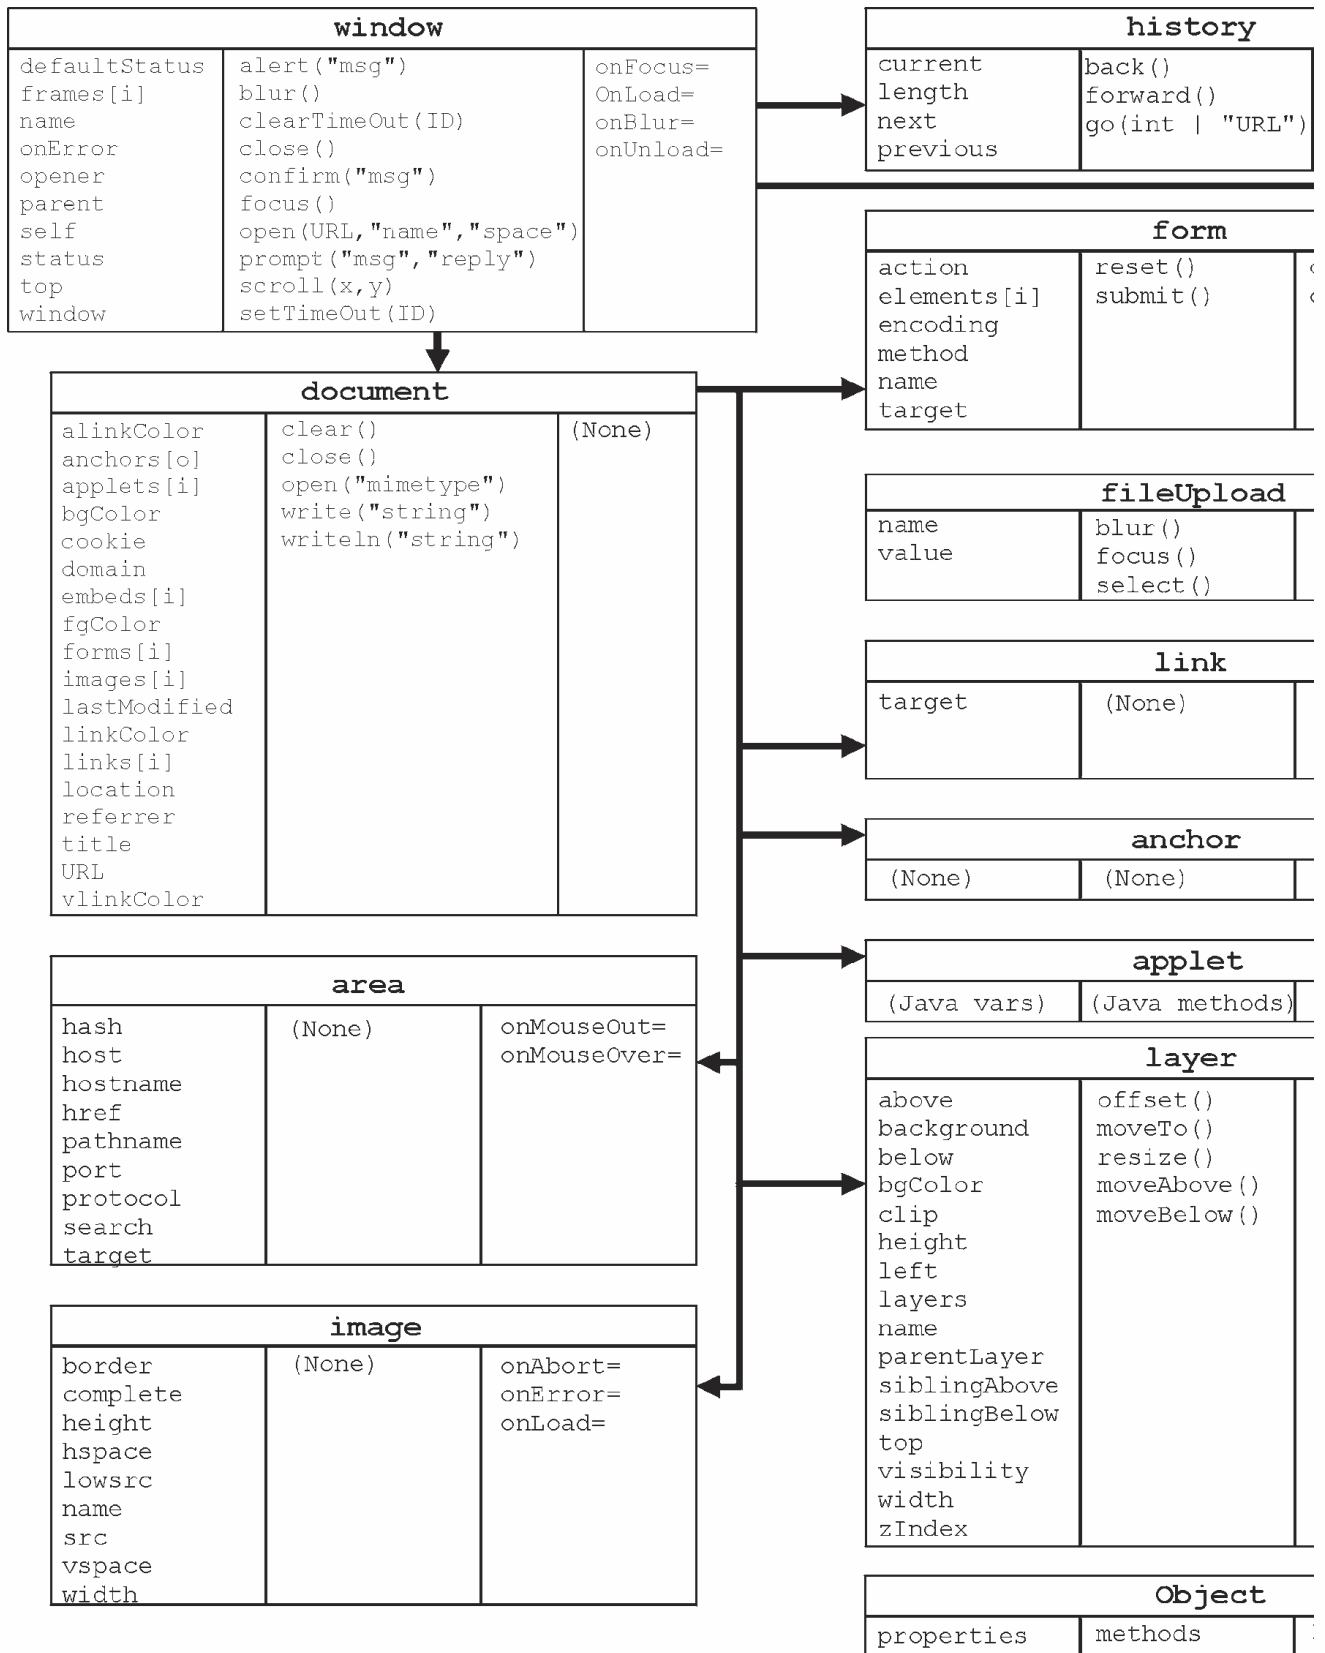 window
defaultStatus
frames[i]
name
onError
opener
parent
self
status
top
window
alert("msg")
blur()
clearTimeOut(ID)
close()
confirm("msg")
focus()
open(URL,"name","space")
prompt("msg","reply")
scroll(x,y)
setTimeOut(ID)
onFocus=
OnLoad=
onBlur=
onUnload=
history
current
length
next
previous
back()
forward()
go(int | "URL")
form
action
elements[i]
encoding
method
name
target
reset()
submit()
document
alinkColor
anchors[o]
applets[i]
bgColor
cookie
domain
embeds[i]
fgColor
forms[i]
images[i]
lastModified
linkColor
links[i]
location
referrer
title
URL
vlinkColor
clear()
close()
open("mimetype")
write("string")
writeln("string")
(None)
fileUpload
name
value
blur()
focus()
select()
link
target
(None)
anchor
(None)
(None)
applet
(Java vars)
(Java methods)
area
hash
host
hostname
href
pathname
port
protocol
search
target
(None)
onMouseOut=
onMouseOver=
layer
above
background
below
bgColor
clip
height
left
layers
name
parentLayer
siblingAbove
siblingBelow
top
visibility
width
zIndex
offset()
moveTo()
resize()
moveAbove()
moveBelow()
image
border
complete
height
hspace
lowsrc
name
src
vspace
width
(None)
onAbort=
onError=
onLoad=
Object
properties
methods